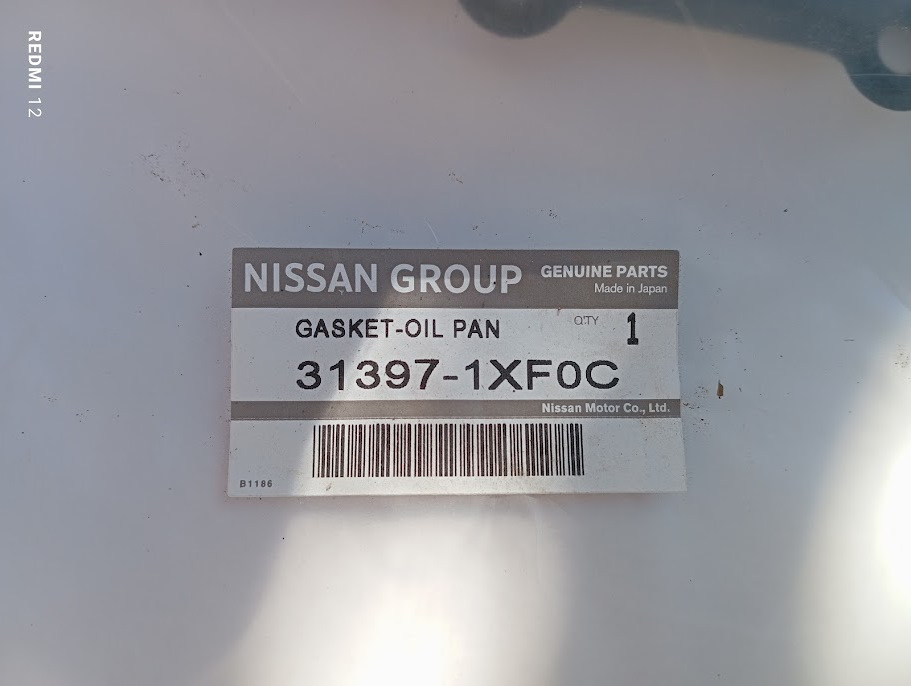 REDMI 12
NISSAN GROUP GENUINE PARTS
Made in Japan
GASKET-OIL PAN Q'TY 1
31397-1XF0C
Nissan Motor Co., Ltd.
B1186